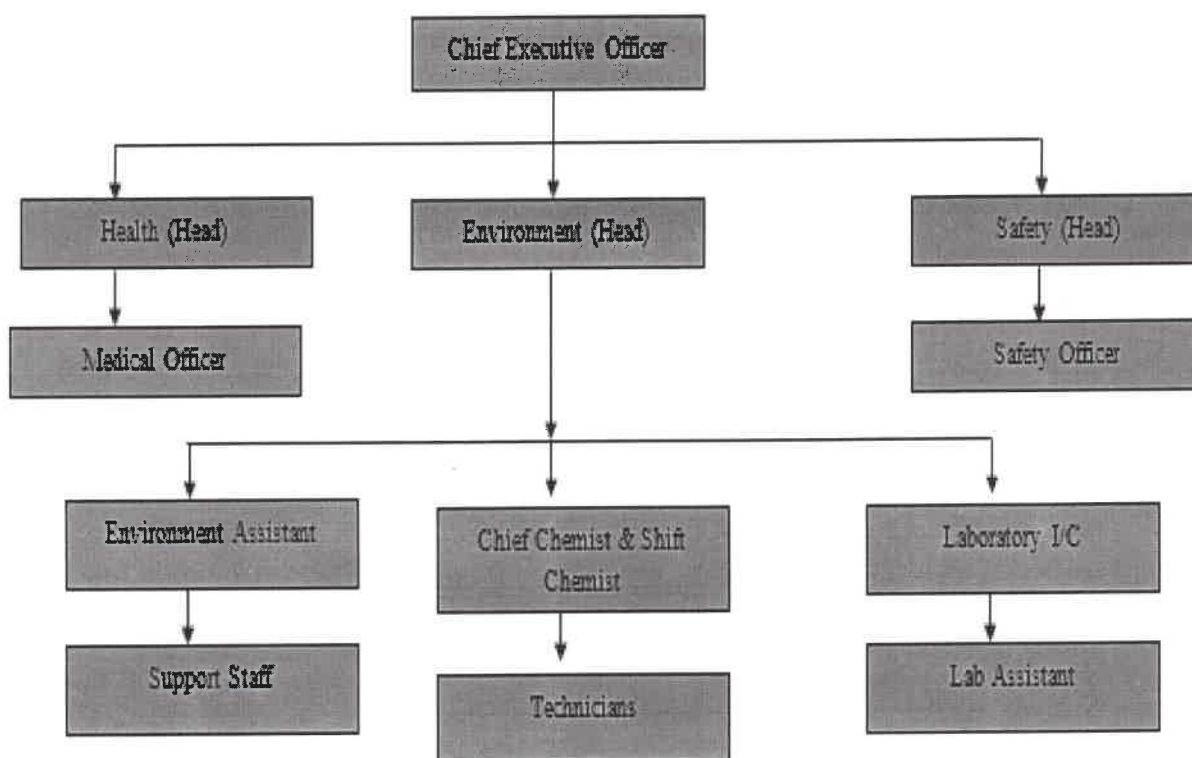 Chief Executive Officer
Health (Head)
Environment (Head)
Safety (Head)
Medical Officer
Safety Officer
Environment Assistant
Chief Chemist & Shift
Chemist
Laboratory I/C
Support Staff
Technicians
Lab Assistant